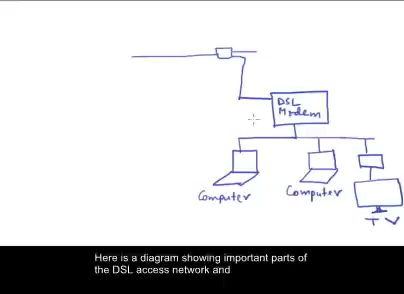 DSL
Modem
Computer
Computer
TV
Here is a diagram showing important parts of
the DSL access network and